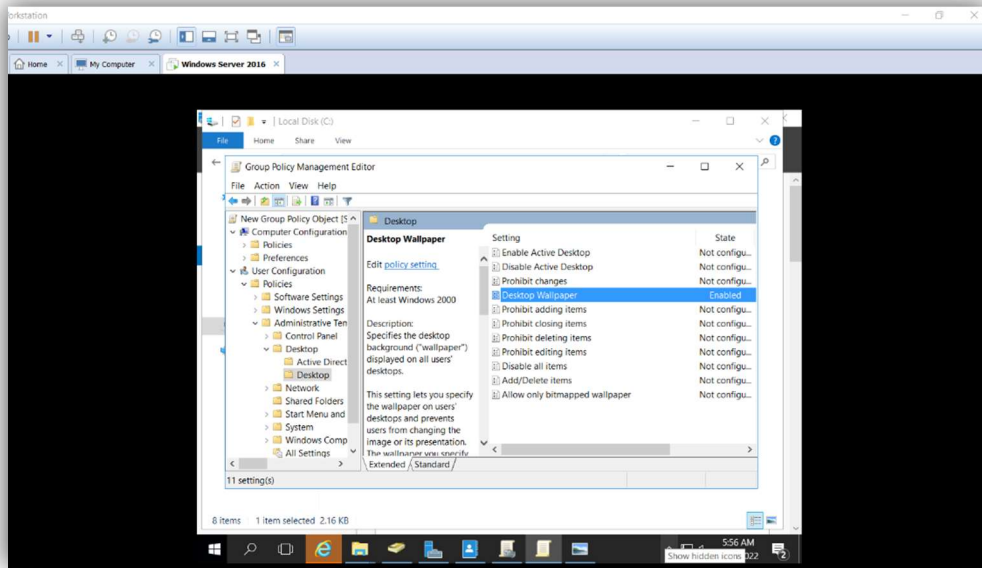 orkstation
Home
My Computer
Windows Server 2016
Local Disk (C:)
File Home Share View
Group Policy Management Editor
File Action View Help
New Group Policy Object [S
Computer Configuration
Policies
Preferences
User Configuration
Policies
Software Settings
Windows Settings
Administrative Tem
Control Panel
Desktop
Active Direct
Desktop
Network
Shared Folders
Start Menu and
System
Windows Comp
All Settings
Desktop
Desktop Wallpaper
Edit policy setting
Requirements:
At least Windows 2000
Description:
Specifies the desktop
background ("wallpaper")
displayed on all users'
desktops.
This setting lets you specify
the wallpaper on users'
desktops and prevents
users from changing the
image or its presentation.
The wallpaper you specify
Setting State
Enable Active Desktop Not configu...
Disable Active Desktop Not configu...
Prohibit changes Not configu...
Desktop Wallpaper Enabled
Prohibit adding items Not configu...
Prohibit closing items Not configu...
Prohibit deleting items Not configu...
Prohibit editing items Not configu...
Disable all items Not configu...
Add/Delete items Not configu...
Allow only bitmapped wallpaper Not configu...
Extended Standard
11 setting(s)
8 items 1 item selected 2.16 KB
5:56 AM
Show hidden icons 022
2